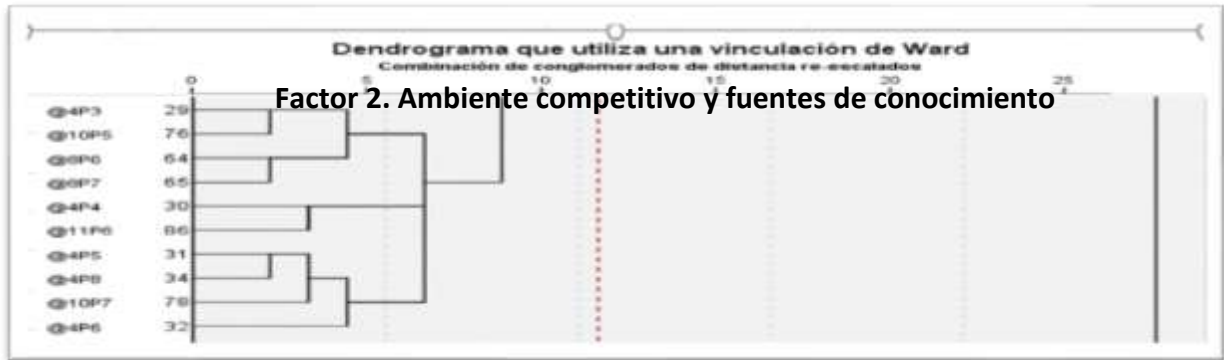 Dendrograma que utiliza una vinculación de Ward
Combinación de conglomerados de distancia re-escalados
0 5 10 15 20 25
Factor 2. Ambiente competitivo y fuentes de conocimiento
@4P3 29
@10P5 76
@8P6 64
@8P7 65
@4P4 30
@11P6 86
@4P5 31
@4P8 34
@10P7 78
@4P6 32